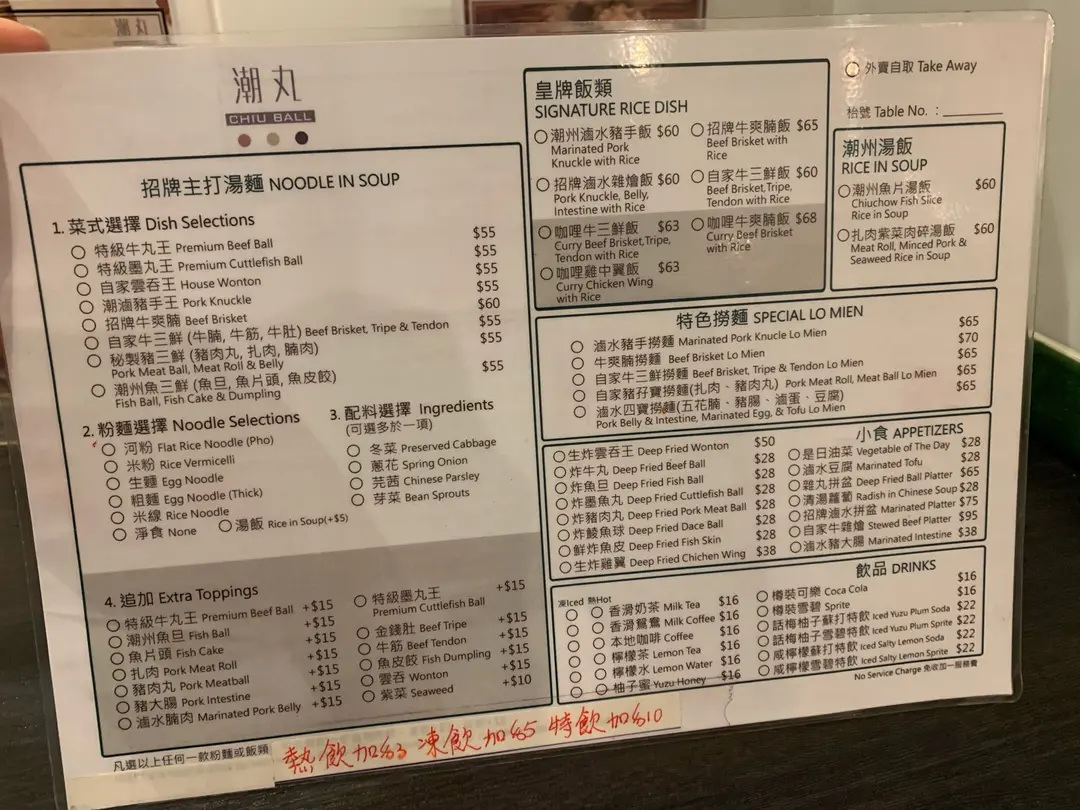 潮丸
CHIU BALL
外賣自取 Take Away
枱號 Table No. : ________
招牌主打湯麵 NOODLE IN SOUP
1. 菜式選擇 Dish Selections
特級牛丸王 Premium Beef Ball $55
特級墨丸王 Premium Cuttlefish Ball $55
自家雲吞王 House Wonton $55
潮滷豬手王 Pork Knuckle $55
招牌牛爽腩 Beef Brisket $60
自家牛三鮮 (牛腩, 牛筋, 牛肚) Beef Brisket, Tripe & Tendon $55
秘製豬三鮮 (豬肉丸, 扎肉, 腩肉) $55
Pork Meat Ball, Meat Roll & Belly
潮州魚三鮮 (魚旦, 魚片頭, 魚皮餃) $55
Fish Ball, Fish Cake & Dumpling
2. 粉麵選擇 Noodle Selections
河粉 Flat Rice Noodle (Pho)
米粉 Rice Vermicelli
生麵 Egg Noodle
粗麵 Egg Noodle (Thick)
米線 Rice Noodle
淨食 None
湯飯 Rice in Soup(+$5)
3. 配料選擇 Ingredients
(可選多於一項)
冬菜 Preserved Cabbage
蔥花 Spring Onion
芫茜 Chinese Parsley
芽菜 Bean Sprouts
4. 追加 Extra Toppings
特級牛丸王 Premium Beef Ball +$15
潮州魚旦 Fish Ball +$15
魚片頭 Fish Cake +$15
扎肉 Pork Meat Roll +$15
豬肉丸 Pork Meatball +$15
豬大腸 Pork Intestine +$15
滷水腩肉 Marinated Pork Belly +$15
特級墨丸王 +$15
Premium Cuttlefish Ball
金錢肚 Beef Tripe +$15
牛筋 Beef Tendon +$15
魚皮餃 Fish Dumpling +$15
雲吞 Wonton +$15
紫菜 Seaweed +$10
凡選以上任何一款粉麵或飯類
熱飲加$3 凍飲加$5 特飲加$10
皇牌飯類
SIGNATURE RICE DISH
潮州滷水豬手飯 $60
Marinated Pork
Knuckle with Rice
招牌滷水雜燴飯 $60
Pork Knuckle, Belly,
Intestine with Rice
咖哩牛三鮮飯 $63
Curry Beef Brisket,Tripe,
Tendon with Rice
咖哩雞中翼飯 $63
Curry Chicken Wing
with Rice
招牌牛爽腩飯 $65
Beef Brisket with
Rice
自家牛三鮮飯 $60
Beef Brisket,Tripe,
Tendon with Rice
咖哩牛爽腩飯 $68
Curry Beef Brisket
with Rice
潮州湯飯
RICE IN SOUP
潮州魚片湯飯 $60
Chiuchow Fish Slice
Rice in Soup
扎肉紫菜肉碎湯飯 $60
Meat Roll, Minced Pork &
Seaweed Rice in Soup
特色撈麵 SPECIAL LO MIEN
滷水豬手撈麵 Marinated Pork Knucle Lo Mien $65
牛爽腩撈麵 Beef Brisket Lo Mien $70
自家牛三鮮撈麵 Beef Brisket, Tripe & Tendon Lo Mien $65
自家豬孖寶撈麵(扎肉、豬肉丸) Pork Meat Roll, Meat Ball Lo Mien $65
滷水四寶撈麵(五花腩、豬腸、滷蛋、豆腐) $65
Pork Belly & Intestine, Marinated Egg, & Tofu Lo Mien
小食 APPETIZERS
生炸雲吞王 Deep Fried Wonton $50
炸牛丸 Deep Fried Beef Ball $28
炸魚旦 Deep Fried Fish Ball $28
炸墨魚丸 Deep Fried Cuttlefish Ball $28
炸豬肉丸 Deep Fried Pork Meat Ball $28
炸鯪魚球 Deep Fried Dace Ball $28
鮮炸魚皮 Deep Fried Fish Skin $28
生炸雞翼 Deep Fried Chichen Wing $38
是日油菜 Vegetable of The Day $28
滷水豆腐 Marinated Tofu $28
雜丸拼盆 Deep Fried Ball Platter $65
清湯蘿蔔 Radish in Chinese Soup $28
招牌滷水拼盆 Marinated Platter $75
自家牛雜燴 Stewed Beef Platter $95
滷水豬大腸 Marinated Intestine $38
飲品 DRINKS
凍Iced 熱Hot
香滑奶茶 Milk Tea $16
香滑鴛鴦 Milk Coffee $16
本地咖啡 Coffee $16
檸檬茶 Lemon Tea $16
檸檬水 Lemon Water $16
柚子蜜 Yuzu Honey $16
樽裝可樂 Coca Cola $16
樽裝雪碧 Sprite $16
話梅柚子蘇打特飲 Iced Yuzu Plum Soda $22
話梅柚子雪碧特飲 Iced Yuzu Plum Sprite $22
咸檸檬蘇打特飲 Iced Salty Lemon Soda $22
咸檸檬雪碧特飲 Iced Salty Lemon Sprite $22
No Service Charge 免收加一服務費